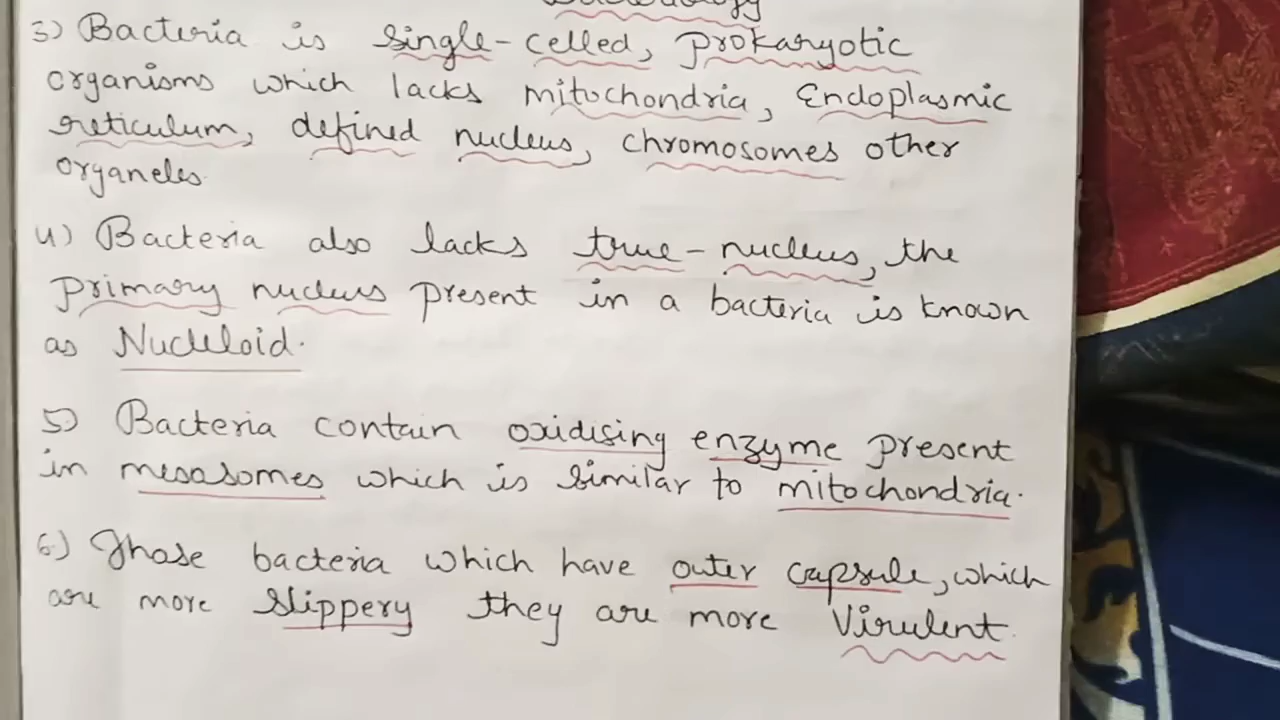 3) Bacteria is single-celled, prokaryotic
organisms which lacks mitochondria, Endoplasmic
reticulum, defined nucleus, chromosomes other
organeles.
4) Bacteria also lacks true-nucleus, the
primary nucleus present in a bacteria is known
as Nucleloid.
5) Bacteria contain oxidising enzyme present
in mesasomes which is similar to mitochondria.
6.) Those bacteria which have outer capsule, which
are more slippery they are more Virulent.